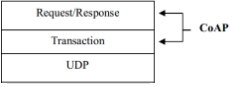 Request/Response
CoAP
Transaction
UDP